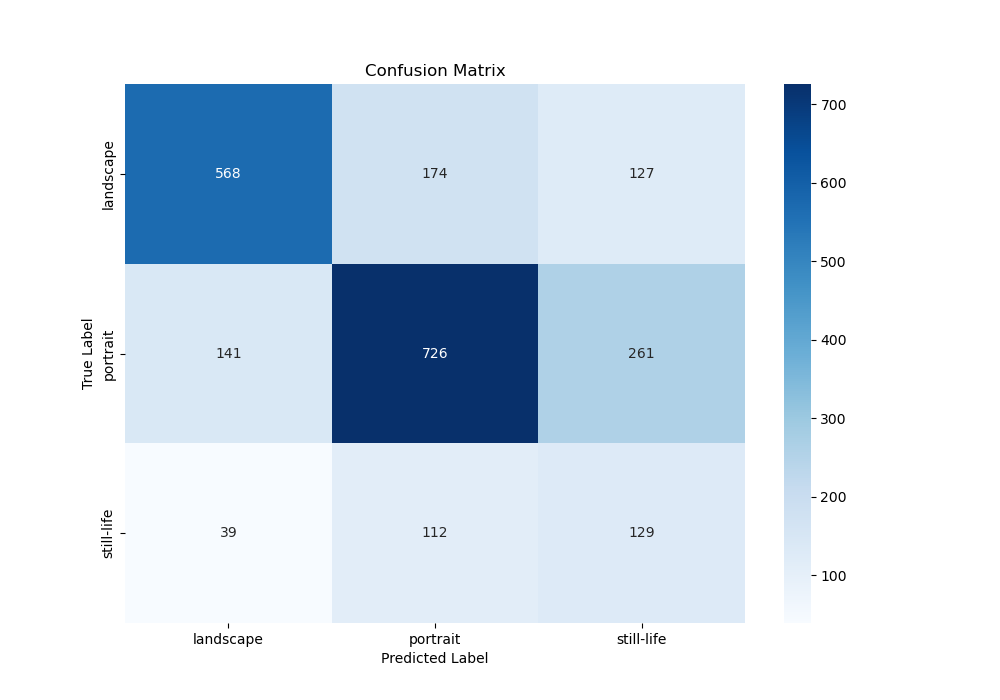 Confusion Matrix
True Label
landscape
568 174 127
portrait
141 726 261
still-life
39 112 129
landscape portrait still-life
Predicted Label
700
600
500
400
300
200
100